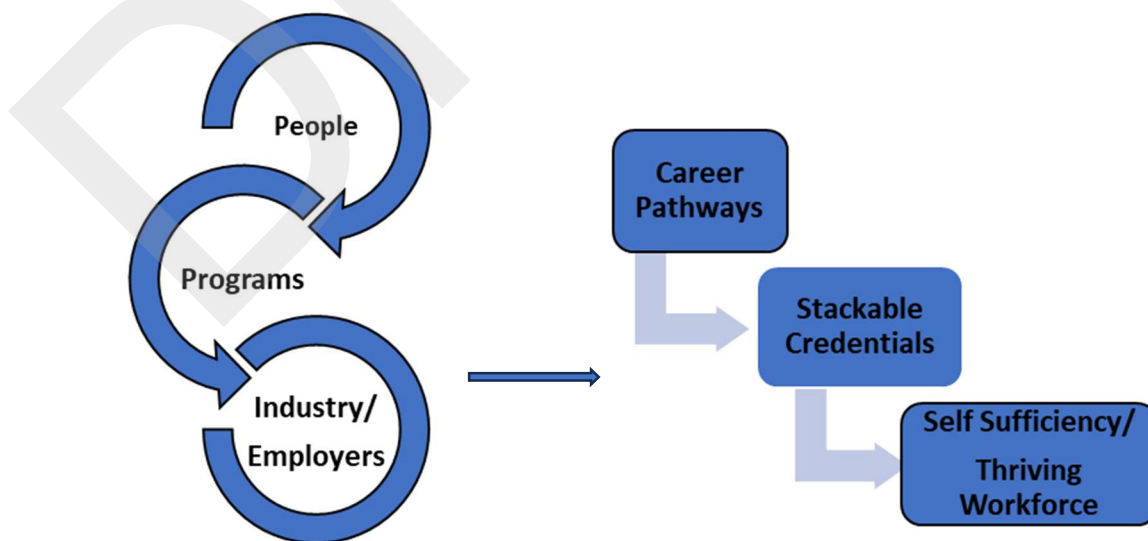 People
Programs
Industry/
Employers
Career
Pathways
Stackable
Credentials
Self Sufficiency/
Thriving
Workforce